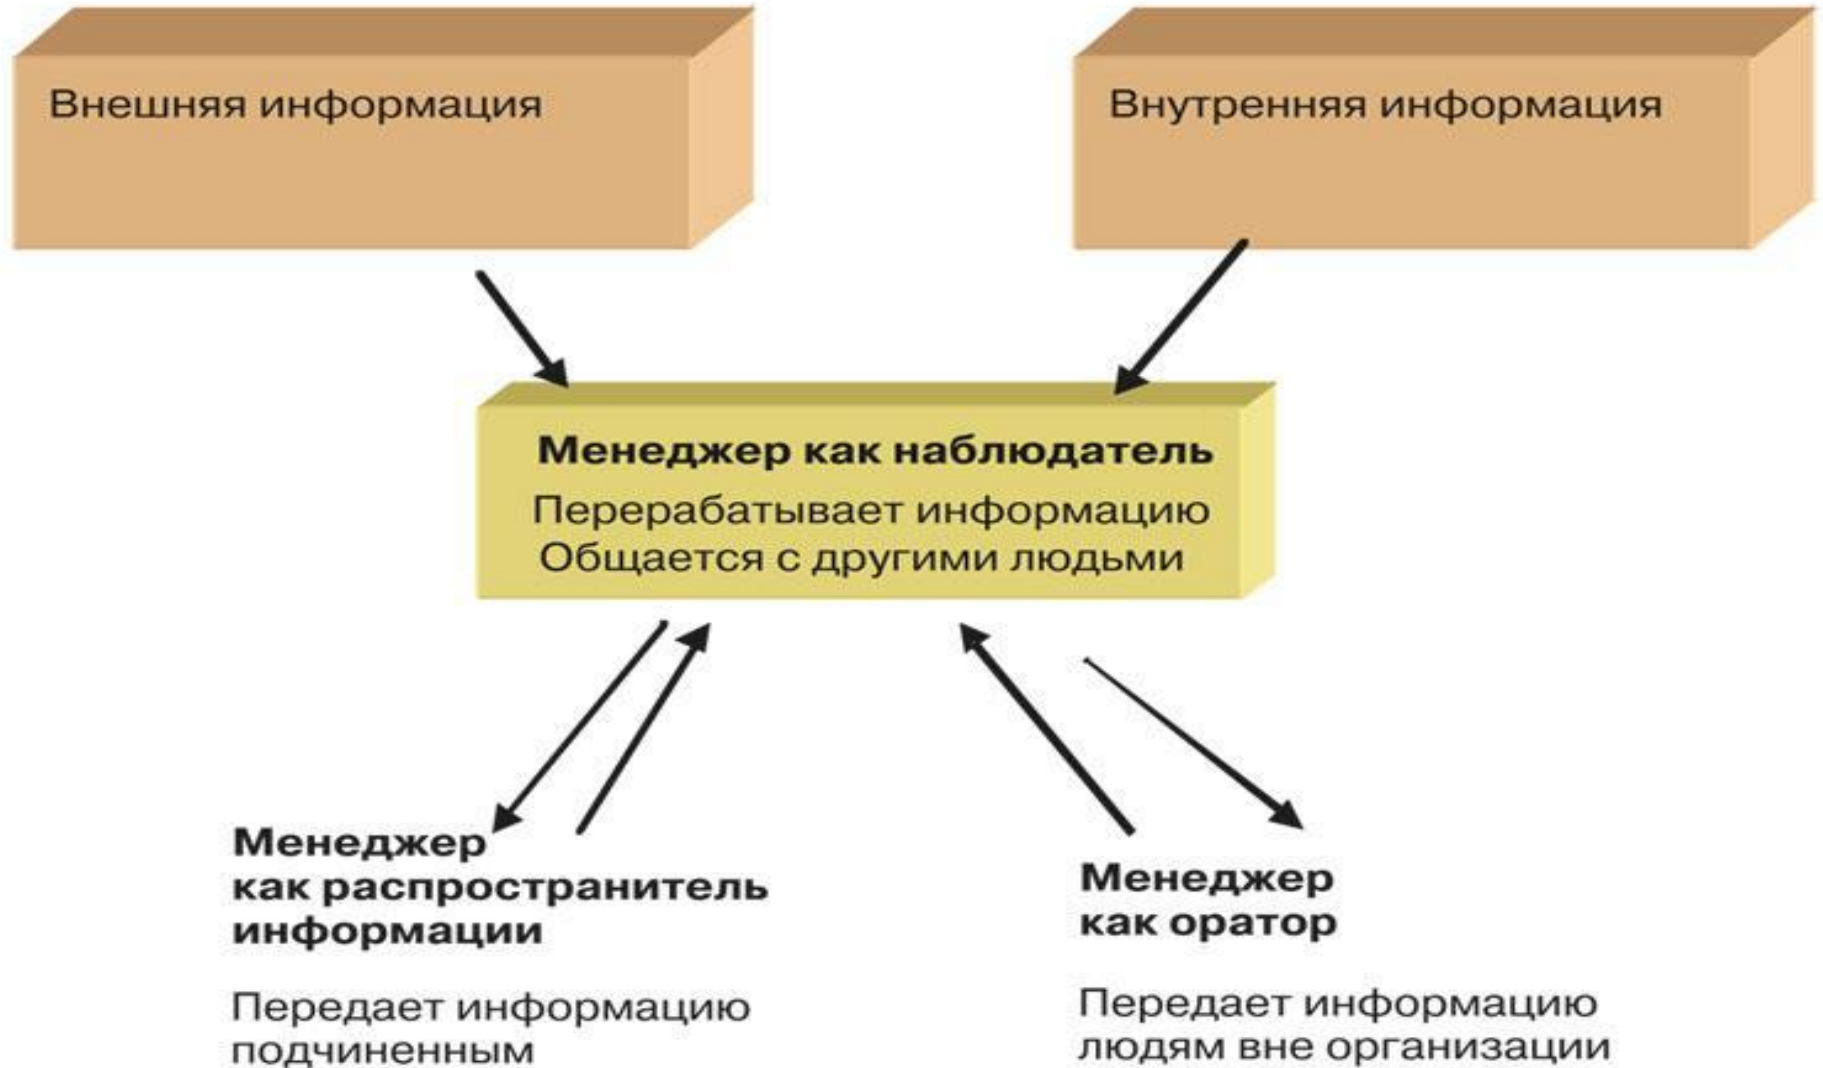 Внешняя информация
Внутренняя информация
Менеджер как наблюдатель
Перерабатывает информацию
Общается с другими людьми
Менеджер
как распространитель
информации
Передает информацию
подчиненным
Менеджер
как оратор
Передает информацию
людям вне организации